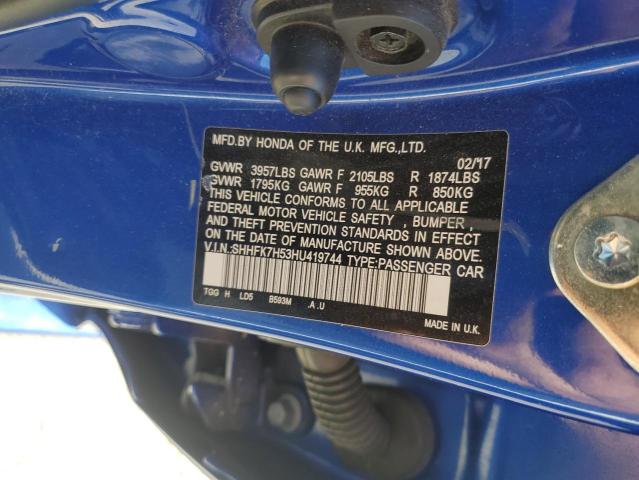 MFD.BY HONDA OF THE U.K. MFG.,LTD.
02/17
GVWR 3957LBS GAWR F 2105LBS R 1874LBS
GVWR 1795KG GAWR F 955KG R 850KG
THIS VEHICLE CONFORMS TO ALL APPLICABLE
FEDERAL MOTOR VEHICLE SAFETY , BUMPER ,
AND THEFT PREVENTION STANDARDS IN EFFECT
ON THE DATE OF MANUFACTURE SHOWN ABOVE.
V.I.N.:SHHFK7H53HU419744 TYPE:PASSENGER CAR
TGG H LD5 B593M .A .U
MADE IN U.K.